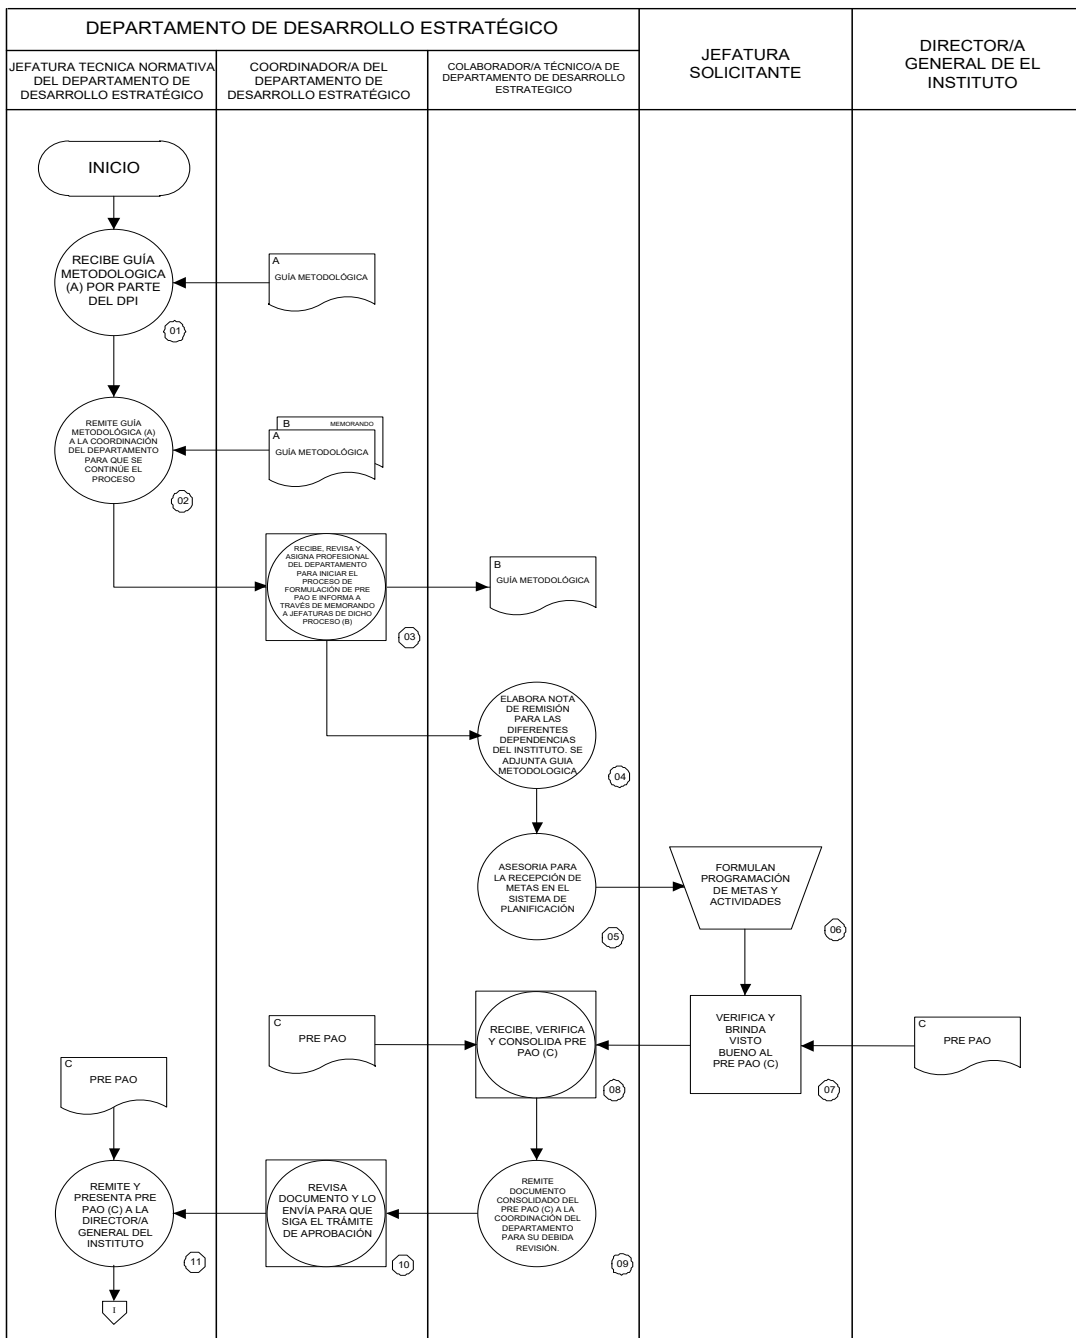 DEPARTAMENTO DE DESARROLLO ESTRATÉGICO
JEFATURA
SOLICITANTE
DIRECTOR/A
GENERAL DE EL
INSTITUTO
JEFATURA TECNICA NORMATIVA
DEL DEPARTAMENTO DE
DESARROLLO ESTRATÉGICO
COORDINADOR/A DEL
DEPARTAMENTO DE
DESARROLLO ESTRATÉGICO
COLABORADOR/A TÉCNICO/A DE
DEPARTAMENTO DE DESARROLLO
ESTRATEGICO
INICIO
RECIBE GUÍA
METODOLOGICA
(A) POR PARTE
DEL DPI
01
A
GUÍA METODOLÓGICA
REMITE GUÍA
METODOLÓGICA (A)
A LA COORDINACIÓN
DEL DEPARTAMENTO
PARA QUE SE
CONTINÚE EL
PROCESO
02
B MEMORANDO
A
GUÍA METODOLÓGICA
RECIBE, REVISA Y
ASIGNA PROFESIONAL
DEL DEPARTAMENTO
PARA INICIAR EL
PROCESO DE
FORMULACIÓN DE PRE
PAO E INFORMA A
TRAVÉS DE MEMORANDO
A JEFATURAS DE DICHO
PROCESO (B)
03
B
GUÍA METODOLÓGICA
ELABORA NOTA
DE REMISIÓN
PARA LAS
DIFERENTES
DEPENDENCIAS
DEL INSTITUTO. SE
ADJUNTA GUIA
METODOLOGICA
04
ASESORIA PARA
LA RECEPCIÓN DE
METAS EN EL
SISTEMA DE
PLANIFICACIÓN
05
FORMULAN
PROGRAMACIÓN
DE METAS Y
ACTIVIDADES
06
VERIFICA Y
BRINDA
VISTO
BUENO AL
PRE PAO (C)
07
C
PRE PAO
RECIBE, VERIFICA
Y CONSOLIDA PRE
PAO (C)
08
C
PRE PAO
REMITE
DOCUMENTO
CONSOLIDADO DEL
PRE PAO (C) A LA
COORDINACIÓN DEL
DEPARTAMENTO
PARA SU DEBIDA
REVISIÓN.
09
REVISA
DOCUMENTO Y LO
ENVÍA PARA QUE
SIGA EL TRÁMITE
DE APROBACIÓN
10
C
PRE PAO
REMITE Y
PRESENTA PRE
PAO (C) A LA
DIRECTOR/A
GENERAL DEL
INSTITUTO
11
1